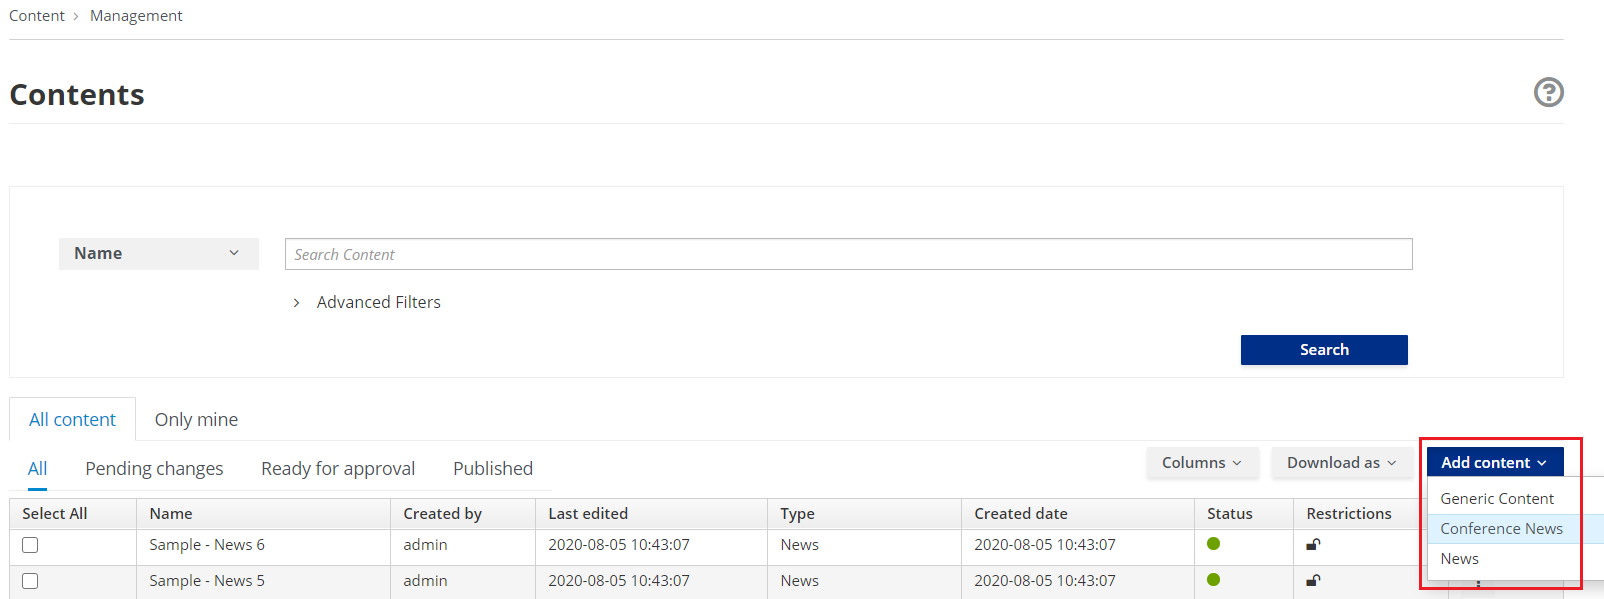 Content › Management
Contents
?
Name
Search Content
› Advanced Filters
Search
All content Only mine
All Pending changes Ready for approval Published Columns Download as Add content
Generic Content
Conference News
News
Select All Name Created by Last edited Type Created date Status Restrictions
Sample - News 6 admin 2020-08-05 10:43:07 News 2020-08-05 10:43:07
Sample - News 5 admin 2020-08-05 10:43:07 News 2020-08-05 10:43:07